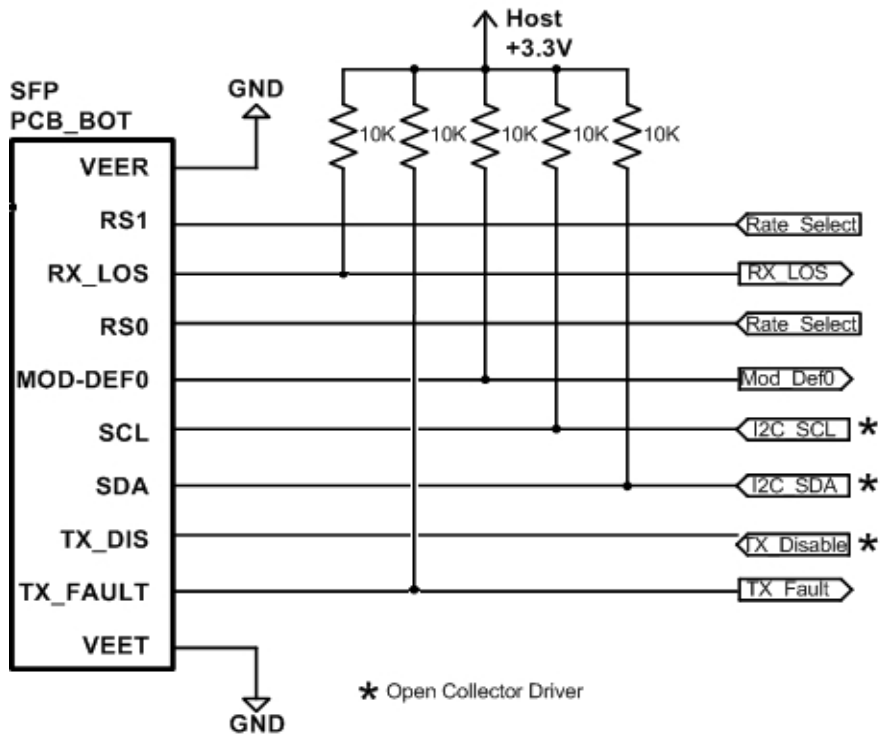 Host
+3.3V
SFP
PCB_BOT
GND
10K 10K 10K 10K 10K
VEER
RS1 Rate_Select
RX_LOS RX_LOS
RS0 Rate_Select
MOD-DEF0 Mod_Def0
SCL I2C_SCL *
SDA I2C_SDA *
TX_DIS TX_Disable *
TX_FAULT TX_Fault
VEET
* Open Collector Driver
GND